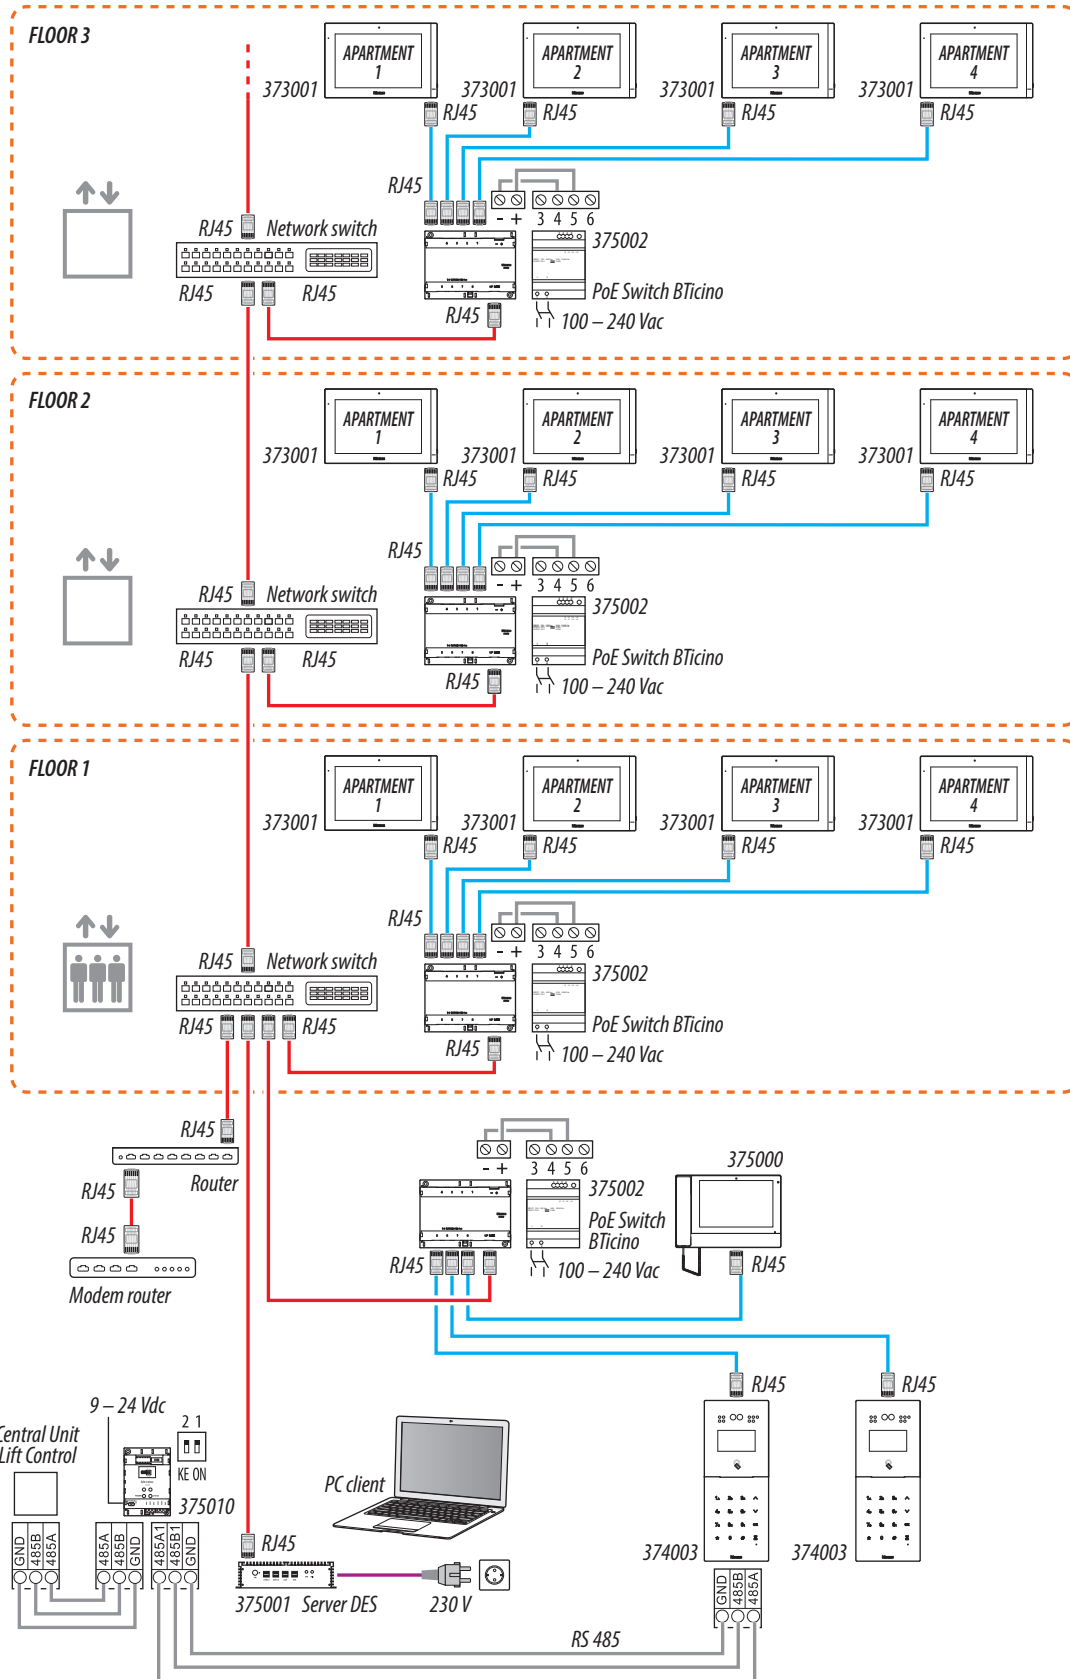 FLOOR 3
APARTMENT 1
APARTMENT 2
APARTMENT 3
APARTMENT 4
373001 373001 373001 373001
RJ45 RJ45 RJ45 RJ45
RJ45
- + 3 4 5 6
RJ45 Network switch
375002
RJ45 RJ45
PoE Switch BTicino
RJ45
100 – 240 Vac
FLOOR 2
APARTMENT 1
APARTMENT 2
APARTMENT 3
APARTMENT 4
373001 373001 373001 373001
RJ45 RJ45 RJ45 RJ45
RJ45
- + 3 4 5 6
RJ45 Network switch
375002
RJ45 RJ45
PoE Switch BTicino
RJ45
100 – 240 Vac
FLOOR 1
APARTMENT 1
APARTMENT 2
APARTMENT 3
APARTMENT 4
373001 373001 373001 373001
RJ45 RJ45 RJ45 RJ45
RJ45
- + 3 4 5 6
RJ45 Network switch
375002
RJ45 RJ45
PoE Switch BTicino
RJ45
100 – 240 Vac
RJ45
Router
RJ45
RJ45
Modem router
- + 3 4 5 6
375002
PoE Switch
BTicino
RJ45
100 – 240 Vac
375000
RJ45
RJ45 RJ45
9 – 24 Vdc
2 1
KE ON
Central Unit
Lift Control
375010
GND 485B 485A
485A 485B GND
485A1 485B1 GND
PC client
RJ45
375001 Server DES
230 V
374003 374003
GND 485B 485A
RS 485